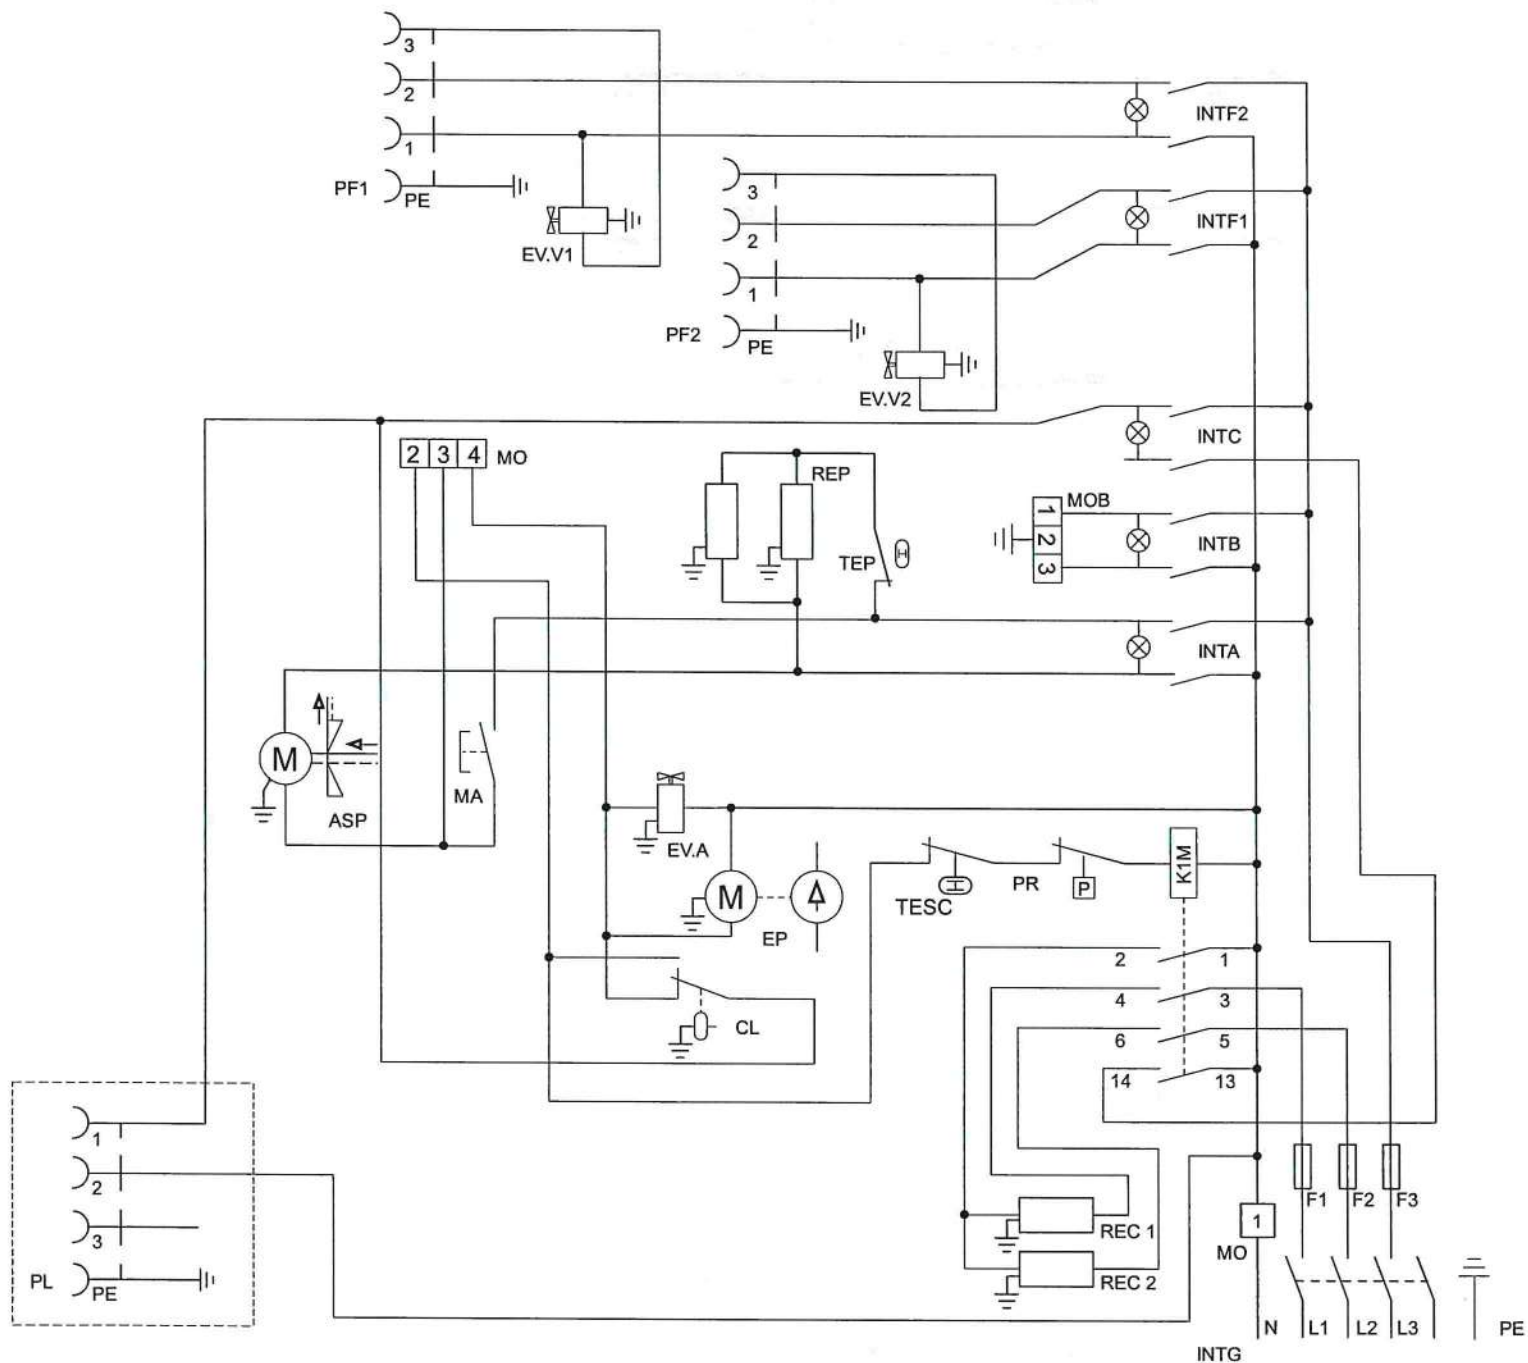 3
2
INTF2
1
PF1
PE
3
EV.V1
2
INTF1
1
PF2
PE
EV.V2
INTC
2 3 4 MO
REP
MOB
1
2
3
INTB
TEP
H
INTA
M
MA
ASP
EV.A
K1M
M
PR
P
TESC
H
EP
2 1
4 3
CL
6 5
14 13
1
2
3
PL
PE
F1 F2 F3
1
REC 1
MO
REC 2
N L1 L2 L3 PE
INTG